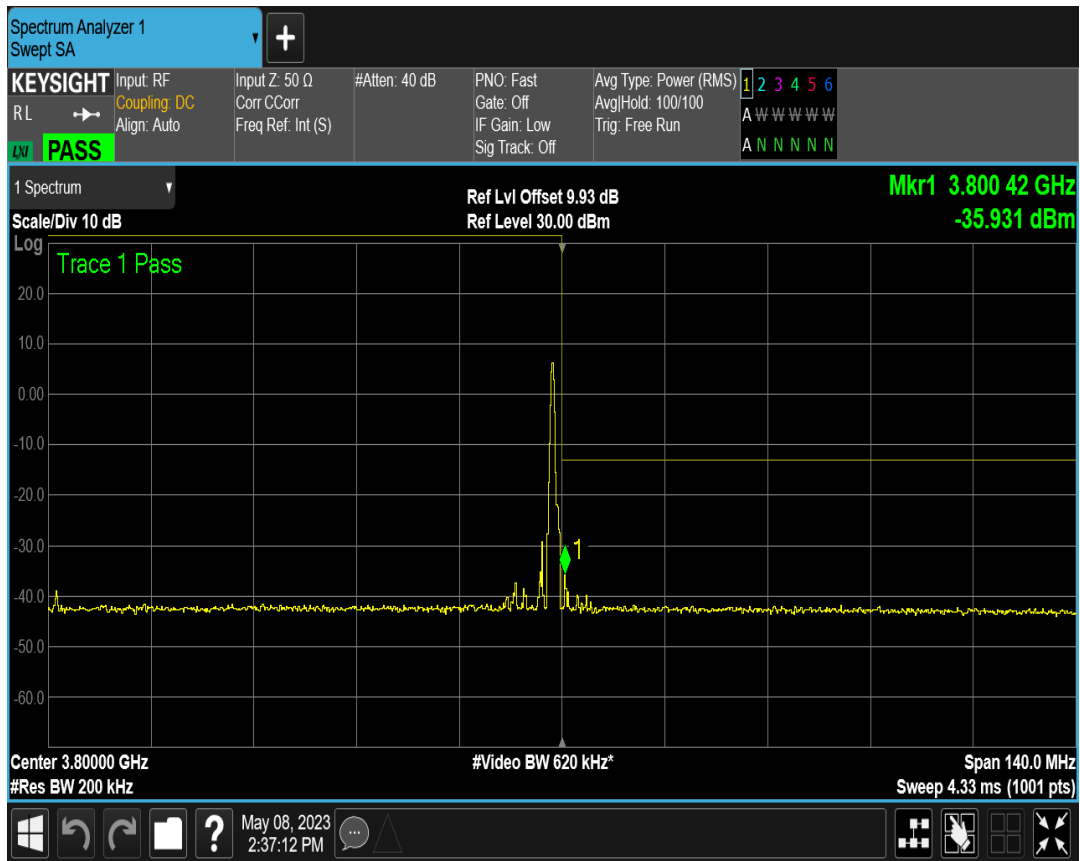 Spectrum Analyzer 1
Swept SA
+
KEYSIGHT
R L
LXI PASS
Input: RF
Coupling: DC
Align: Auto
Input Z: 50 Ω
Corr CCorr
Freq Ref: Int (S)
#Atten: 40 dB
PNO: Fast
Gate: Off
IF Gain: Low
Sig Track: Off
Avg Type: Power (RMS)
Avg|Hold: 100/100
Trig: Free Run
1 2 3 4 5 6
A W W W W W
A N N N N N
1 Spectrum
Scale/Div 10 dB
Ref Lvl Offset 9.93 dB
Ref Level 30.00 dBm
Mkr1 3.800 42 GHz
-35.931 dBm
Log
Trace 1 Pass
20.0
10.0
0.00
-10.0
-20.0
-30.0
1
-40.0
-50.0
-60.0
Center 3.80000 GHz
#Res BW 200 kHz
#Video BW 620 kHz*
Span 140.0 MHz
Sweep 4.33 ms (1001 pts)
?
May 08, 2023
2:37:12 PM